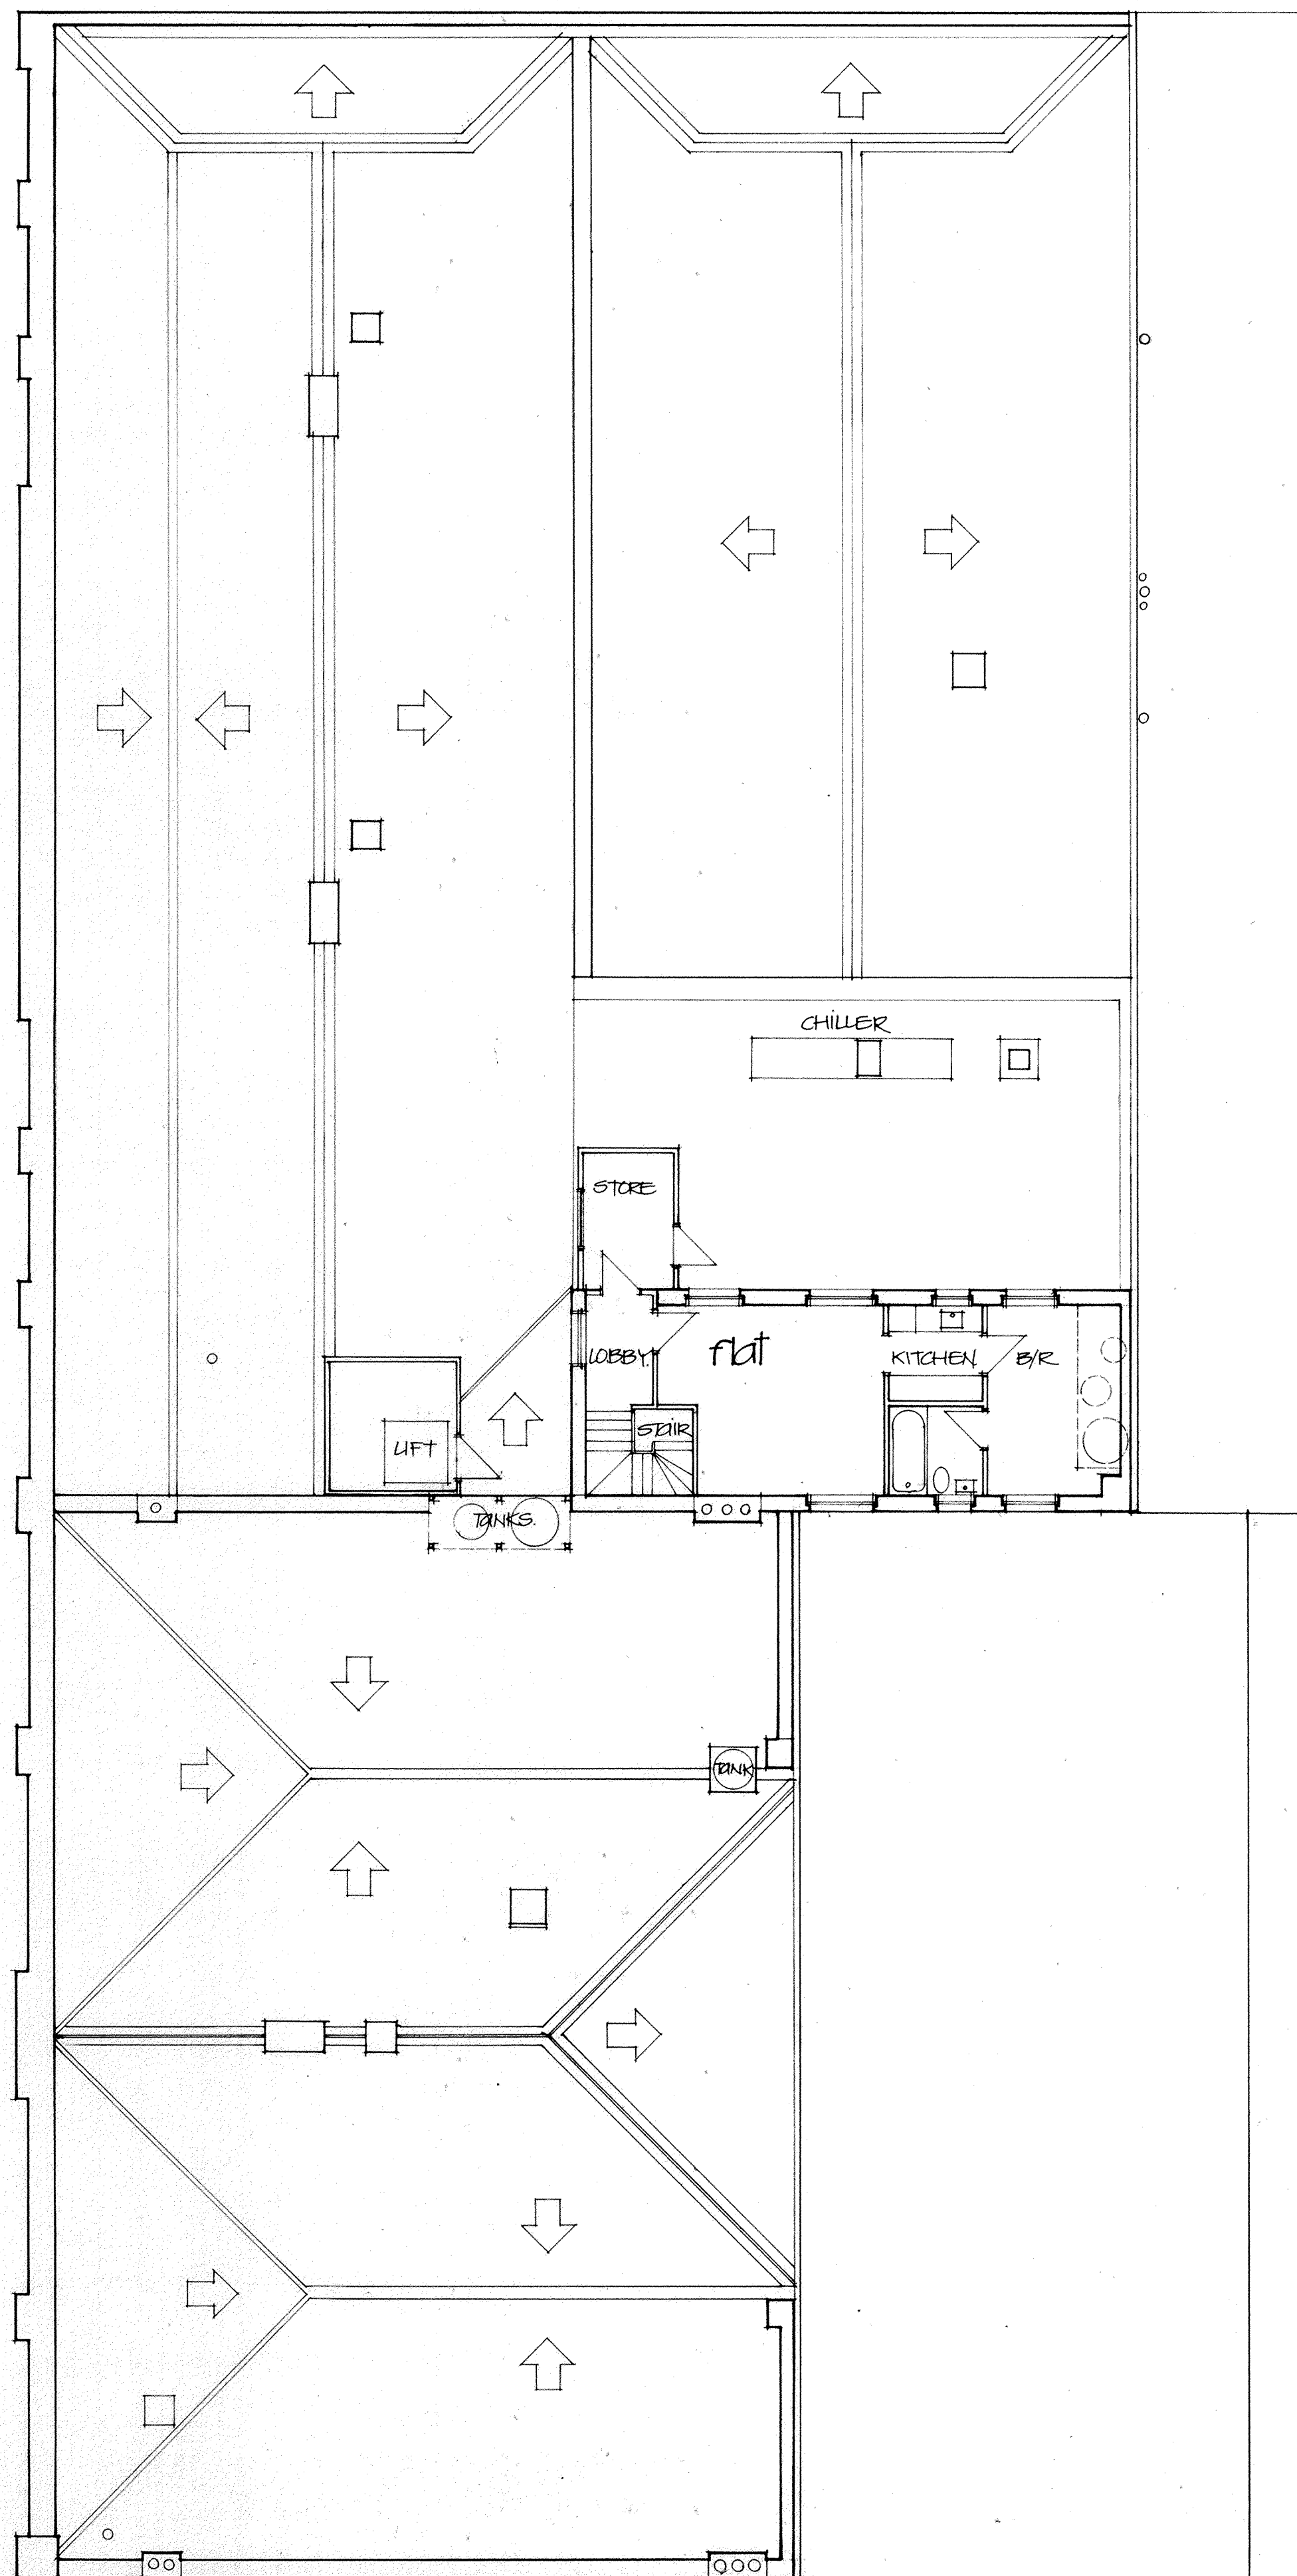 CHILLER
STORE
LOBBY.
flat
KITCHEN
B/R
STAIR
LIFT
TANKS.
TANK